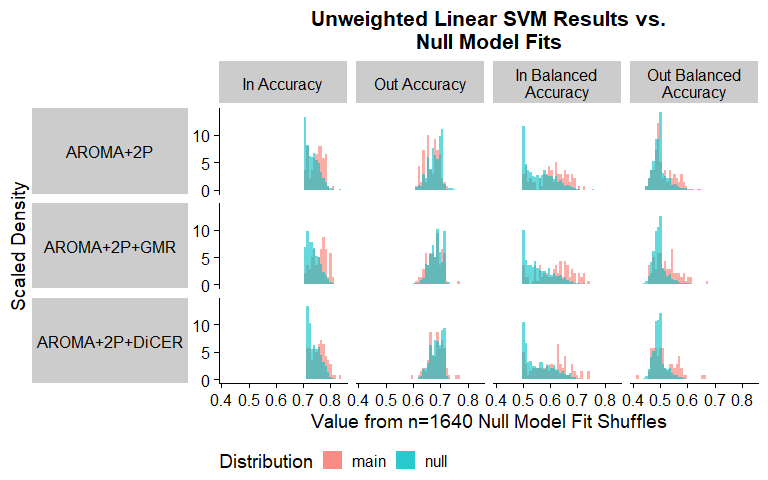 Unweighted Linear SVM Results vs.
Null Model Fits
In Accuracy
Out Accuracy
In Balanced
Accuracy
Out Balanced
Accuracy
Scaled Density
AROMA+2P
10
5
0
AROMA+2P+GMR
10
5
0
AROMA+2P+DiCER
10
5
0
0.4 0.5 0.6 0.7 0.8 0.4 0.5 0.6 0.7 0.8 0.4 0.5 0.6 0.7 0.8 0.4 0.5 0.6 0.7 0.8
Value from n=1640 Null Model Fit Shuffles
Distribution main null